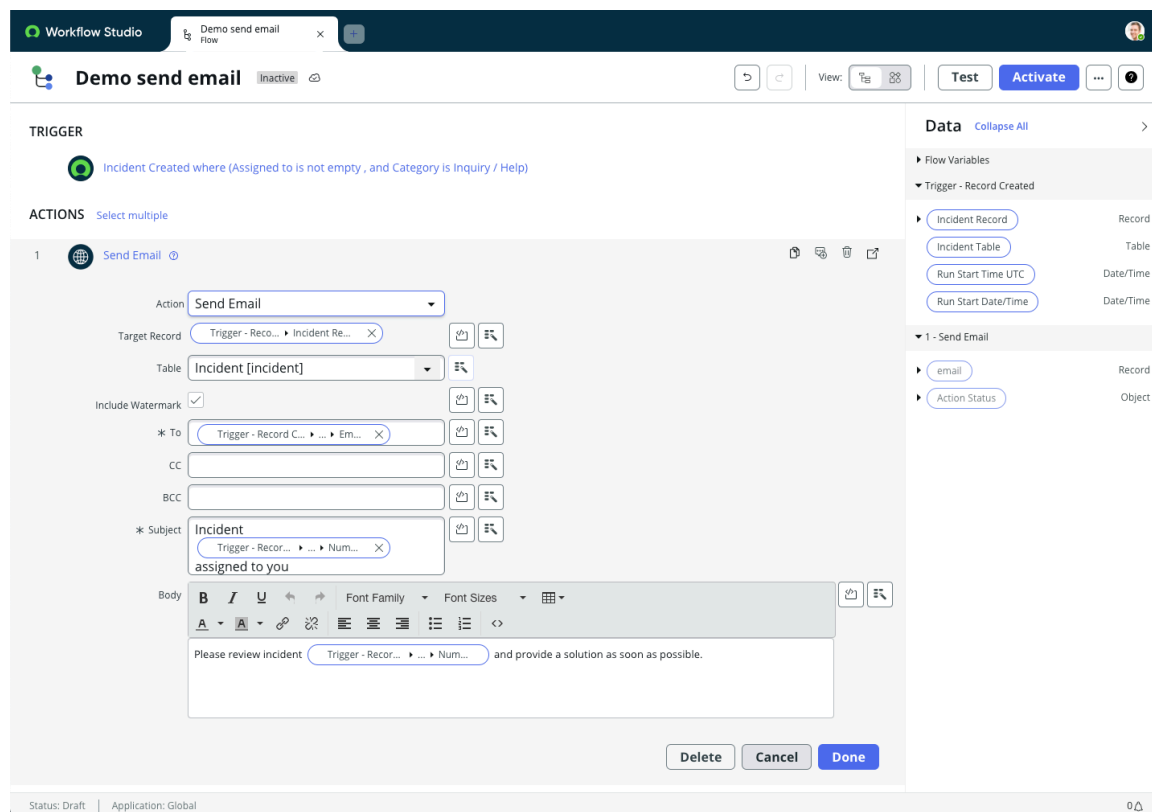 Workflow Studio
Demo send email
Flow
Demo send email Inactive
View:
Test
Activate
TRIGGER
Incident Created where (Assigned to is not empty , and Category is Inquiry / Help)
ACTIONS Select multiple
1 Send Email
Action Send Email
Target Record Trigger - Reco... Incident Re...
Table Incident [incident]
Include Watermark
* To Trigger - Record C... ... Em...
CC
BCC
* Subject Incident
Trigger - Recor... ... Num...
assigned to you
Body B I U Font Family Font Sizes
A A <>
Please review incident Trigger - Recor... ... Num... and provide a solution as soon as possible.
Delete Cancel Done
Data Collapse All
Flow Variables
Trigger - Record Created
Incident Record Record
Incident Table Table
Run Start Time UTC Date/Time
Run Start Date/Time Date/Time
1 - Send Email
email Record
Action Status Object
Status: Draft | Application: Global
0